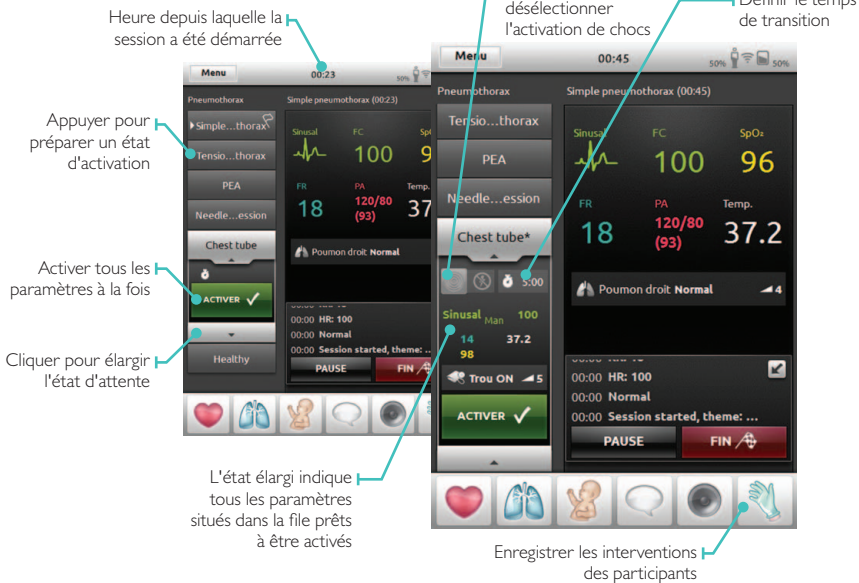 désélectionner
l'activation de chocs
Définir le temps
de transition
Heure depuis laquelle la
session a été démarrée
Appuyer pour
préparer un état
d'activation
Activer tous les
paramètres à la fois
Cliquer pour élargir
l'état d'attente
Menu
00:23
50%
Pneumothorax
Simple pneumothorax (00:23)
Simple...thorax
Tensio...thorax
PEA
Needle...ession
Chest tube
ACTIVER
Healthy
Sinusal
FC
100
FR
18
PA
120/80
(93)
Temp.
37
Poumon droit Normal
00:00 HR: 100
00:00 Normal
00:00 Session started, theme: ...
PAUSE
FIN
Menu
00:45
50%
50%
Pneumothorax
Simple pneumothorax (00:45)
Tensio...thorax
PEA
Needle...ession
Chest tube*
5:00
Sinusal Man 100
14 37.2
98
Trou ON 5
ACTIVER
Sinusal
FC
100
SpO₂
96
FR
18
PA
120/80
(93)
Temp.
37.2
Poumon droit Normal 4
00:00 HR: 100
00:00 Normal
00:00 Session started, theme: ...
PAUSE
FIN
L'état élargi indique
tous les paramètres
situés dans la file prêts
à être activés
Enregistrer les interventions
des participants